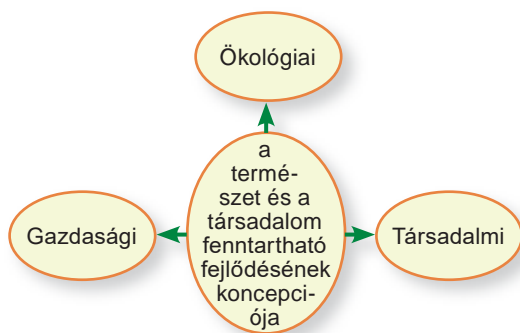 Ökológiai
a
termé-
szet és a
társadalom
fenntartható
fejlődésének
koncepci-
ója
Gazdasági
Társadalmi